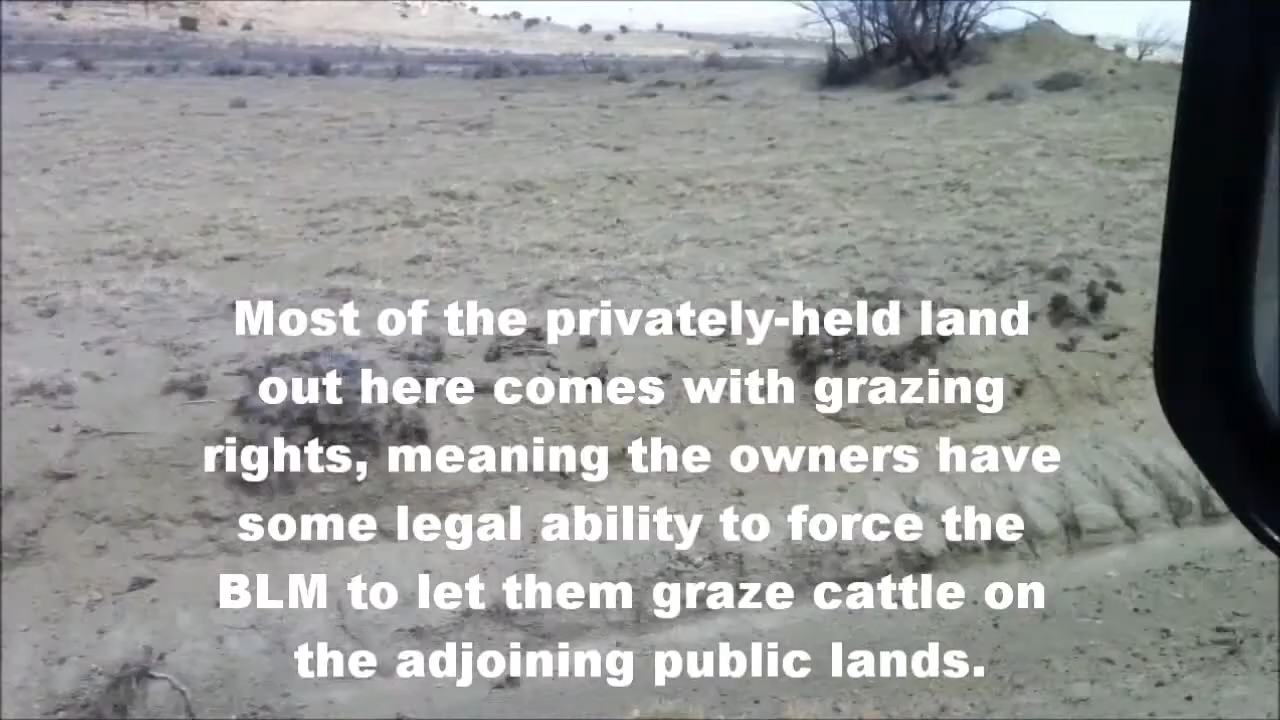 Most of the privately-held land
out here comes with grazing
rights, meaning the owners have
some legal ability to force the
BLM to let them graze cattle on
the adjoining public lands.